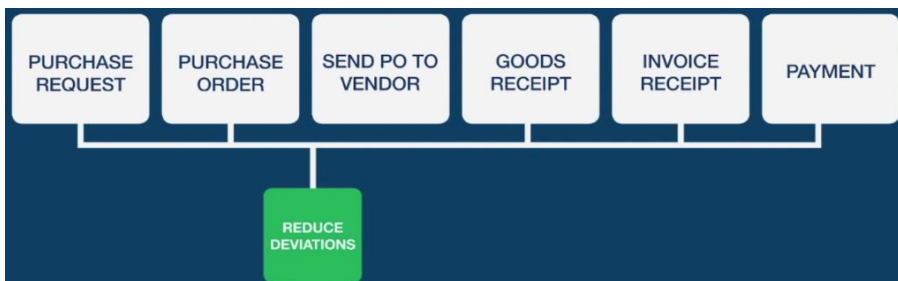 PURCHASE
REQUEST
PURCHASE
ORDER
SEND PO TO
VENDOR
GOODS
RECEIPT
INVOICE
RECEIPT
PAYMENT
REDUCE
DEVIATIONS